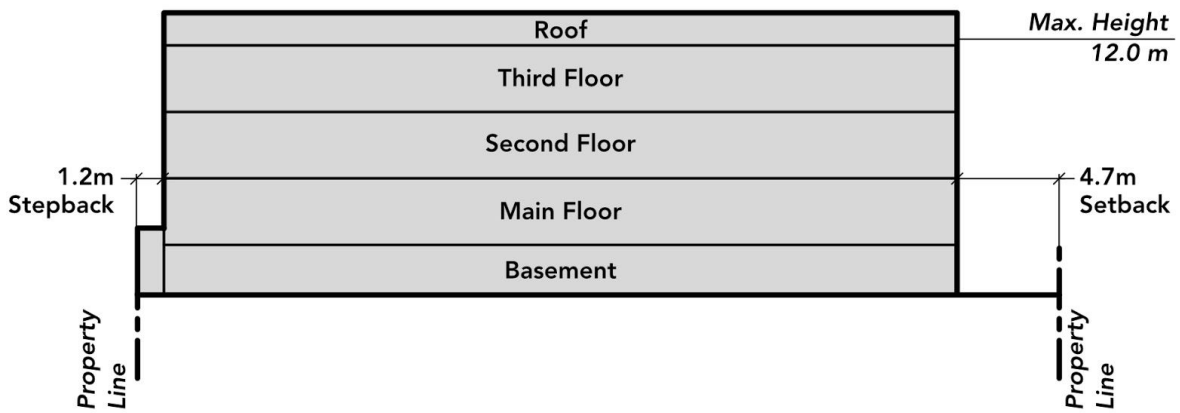 Roof
Max. Height
12.0 m
Third Floor
Second Floor
1.2m
Stepback
4.7m
Setback
Main Floor
Basement
Property
Line
Property
Line